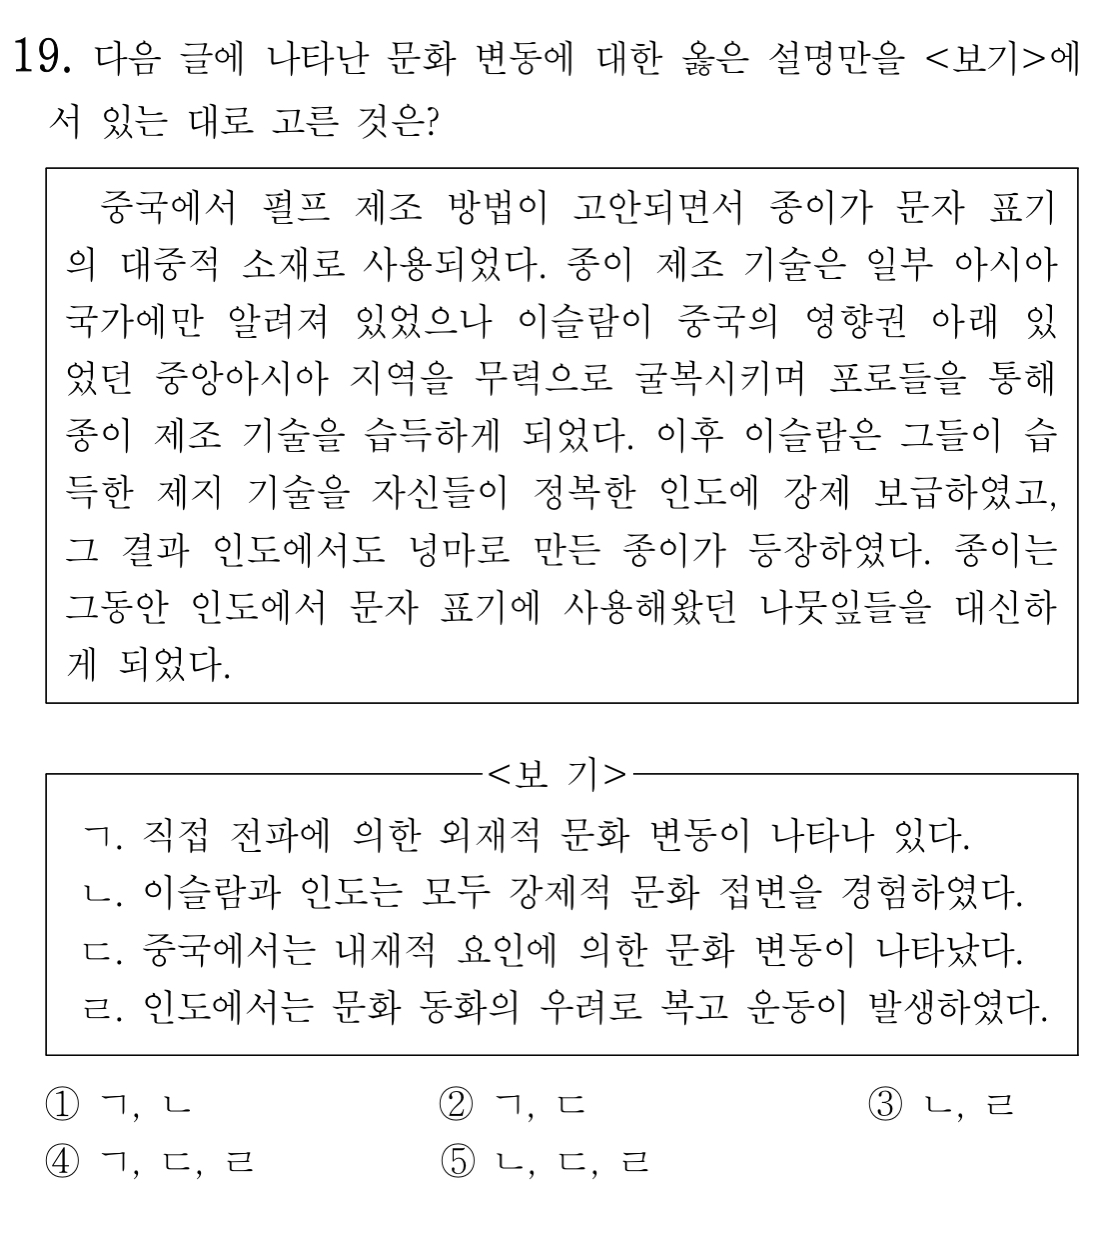 19. 다음 글에 나타난 문화 변동에 대한 옳은 설명만을 <보기>에
서 있는 대로 고른 것은?
중국에서 펄프 제조 방법이 고안되면서 종이가 문자 표기
의 대중적 소재로 사용되었다. 종이 제조 기술은 일부 아시아
국가에만 알려져 있었으나 이슬람이 중국의 영향권 아래 있
었던 중앙아시아 지역을 무력으로 굴복시키며 포로들을 통해
종이 제조 기술을 습득하게 되었다. 이후 이슬람은 그들이 습
득한 제지 기술을 자신들이 정복한 인도에 강제 보급하였고,
그 결과 인도에서도 넝마로 만든 종이가 등장하였다. 종이는
그동안 인도에서 문자 표기에 사용해왔던 나뭇잎들을 대신하
게 되었다.
<보 기>
ㄱ. 직접 전파에 의한 외재적 문화 변동이 나타나 있다.
ㄴ. 이슬람과 인도는 모두 강제적 문화 접변을 경험하였다.
ㄷ. 중국에서는 내재적 요인에 의한 문화 변동이 나타났다.
ㄹ. 인도에서는 문화 동화의 우려로 복고 운동이 발생하였다.
① ㄱ, ㄴ ② ㄱ, ㄷ ③ ㄴ, ㄹ
④ ㄱ, ㄷ, ㄹ ⑤ ㄴ, ㄷ, ㄹ